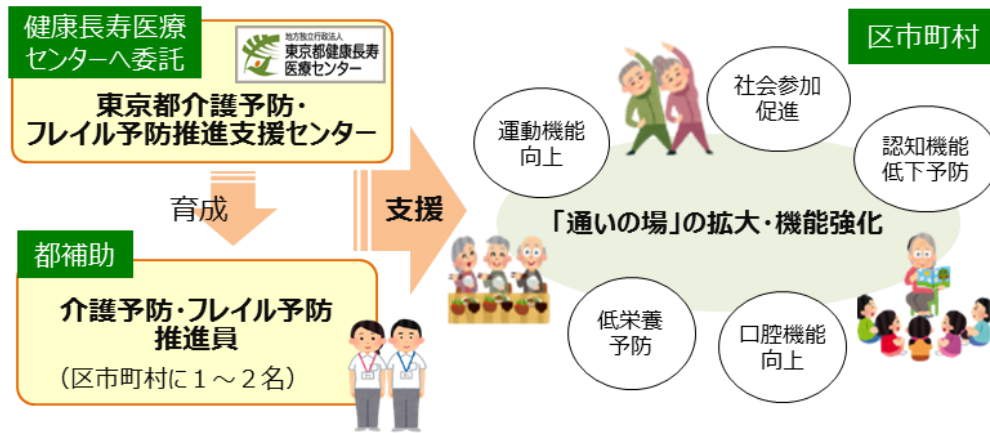 健康長寿医療
センターへ委託
地方独立行政法人
東京都健康長寿
医療センター
東京都介護予防・
フレイル予防推進支援センター
育成
都補助
介護予防・フレイル予防
推進員
（区市町村に１～２名）
支援
区市町村
運動機能
向上
社会参加
促進
認知機能
低下予防
「通いの場」の拡大・機能強化
低栄養
予防
口腔機能
向上